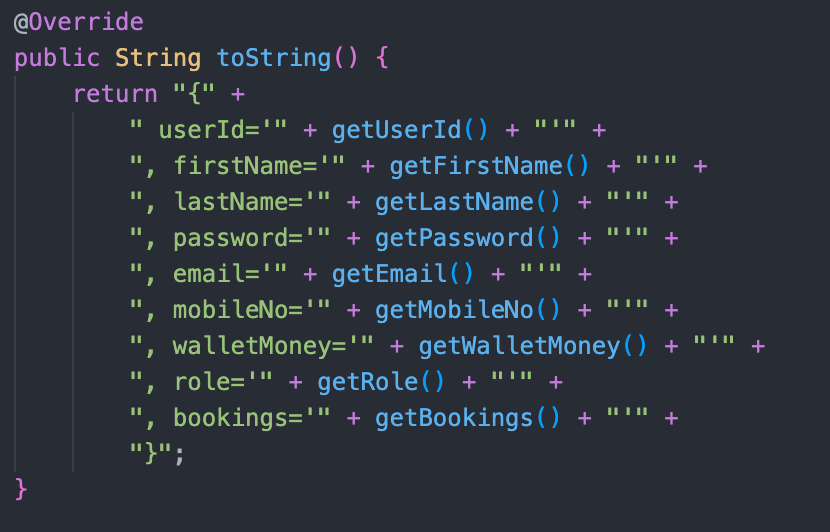 @Override
public String toString() {
    return "{" +
        " userId='" + getUserId() + "'" +
        ", firstName='" + getFirstName() + "'" +
        ", lastName='" + getLastName() + "'" +
        ", password='" + getPassword() + "'" +
        ", email='" + getEmail() + "'" +
        ", mobileNo='" + getMobileNo() + "'" +
        ", walletMoney='" + getWalletMoney() + "'" +
        ", role='" + getRole() + "'" +
        ", bookings='" + getBookings() + "'" +
        "}";
}